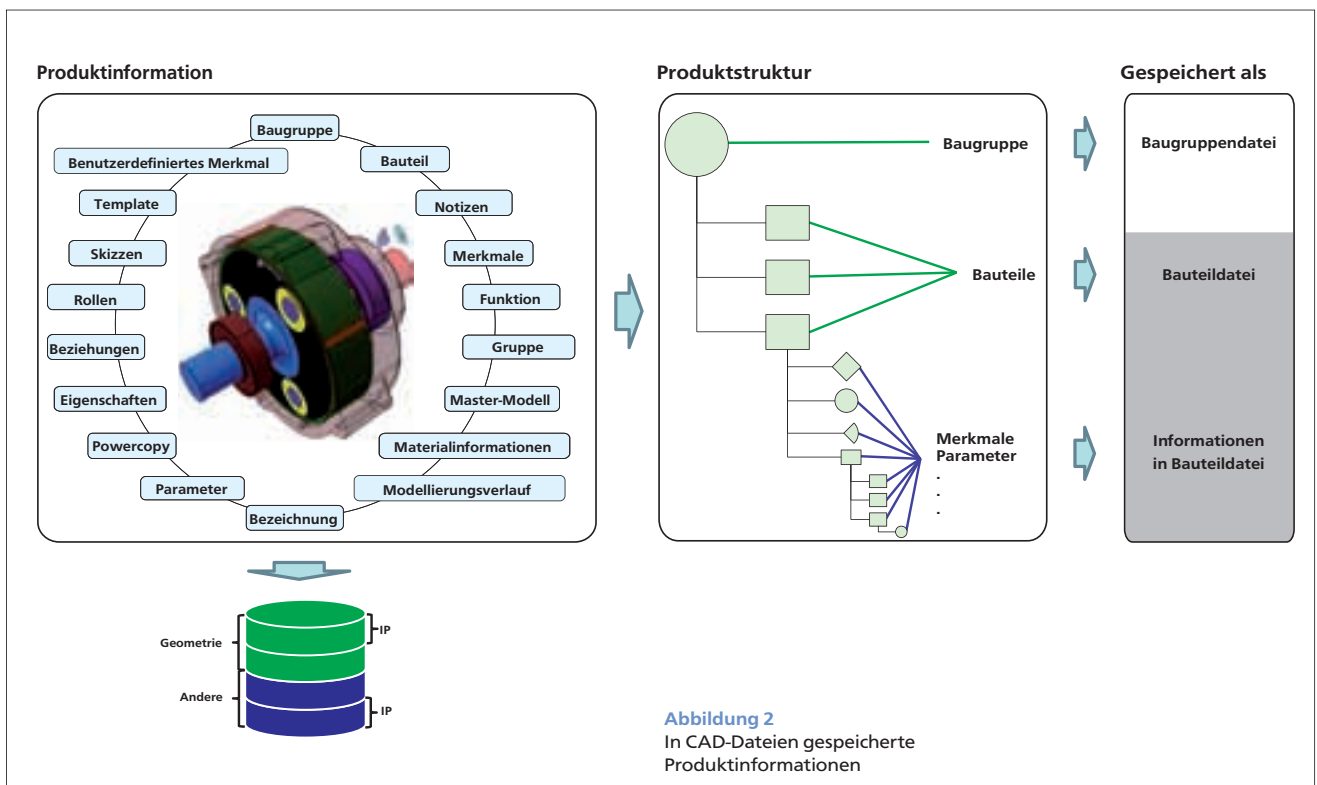 Produktinformation
Baugruppe
Benutzerdefiniertes Merkmal
Bauteil
Template
Notizen
Skizzen
Merkmale
Rollen
Funktion
Beziehungen
Gruppe
Eigenschaften
Master-Modell
Powercopy
Materialinformationen
Parameter
Modellierungsverlauf
Bezeichnung
Geometrie
IP
Andere
IP
Produktstruktur
Baugruppe
Bauteile
Merkmale
Parameter
.
.
.
Gespeichert als
Baugruppendatei
Bauteildatei
Informationen
in Bauteildatei
Abbildung 2
In CAD-Dateien gespeicherte
Produktinformationen